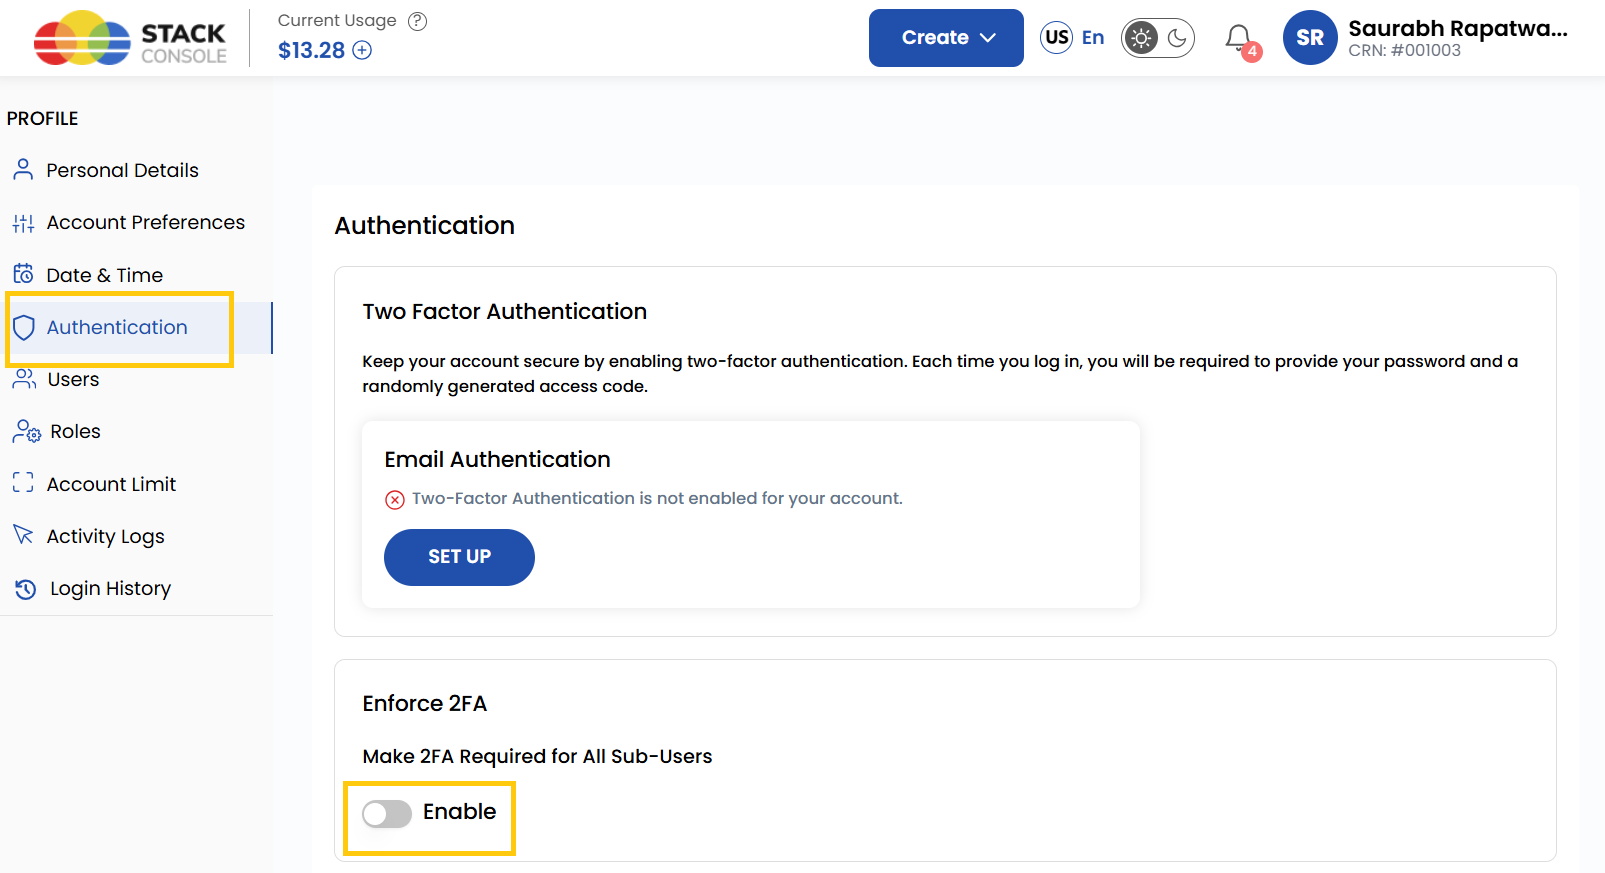 STACK
CONSOLE
Current Usage ?
$13.28
Create
US En
4
SR
Saurabh Rapatwa...
CRN: #001003
PROFILE
Personal Details
Account Preferences
Date & Time
Authentication
Users
Roles
Account Limit
Activity Logs
Login History
Authentication
Two Factor Authentication
Keep your account secure by enabling two-factor authentication. Each time you log in, you will be required to provide your password and a
randomly generated access code.
Email Authentication
Two-Factor Authentication is not enabled for your account.
SET UP
Enforce 2FA
Make 2FA Required for All Sub-Users
Enable